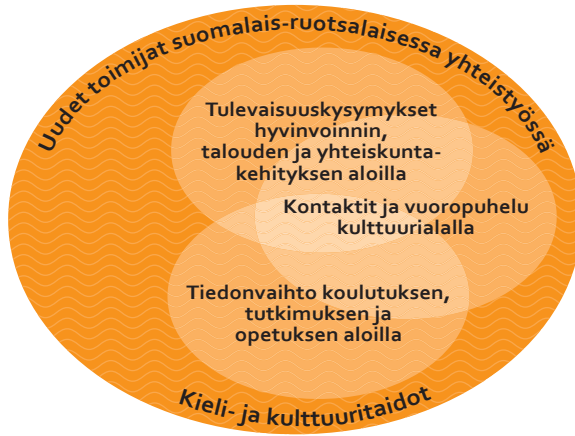 Uudet toimijat suomalais-ruotsalaisessa yhteistyössä
Tulevaisuuskysymykset
hyvinvoinnin,
talouden ja yhteiskunta-
kehityksen aloilla
Kontaktit ja vuoropuhelu
kulttuurialalla
Tiedonvaihto koulutuksen,
tutkimuksen ja
opetuksen aloilla
Kieli- ja kulttuuritaidot